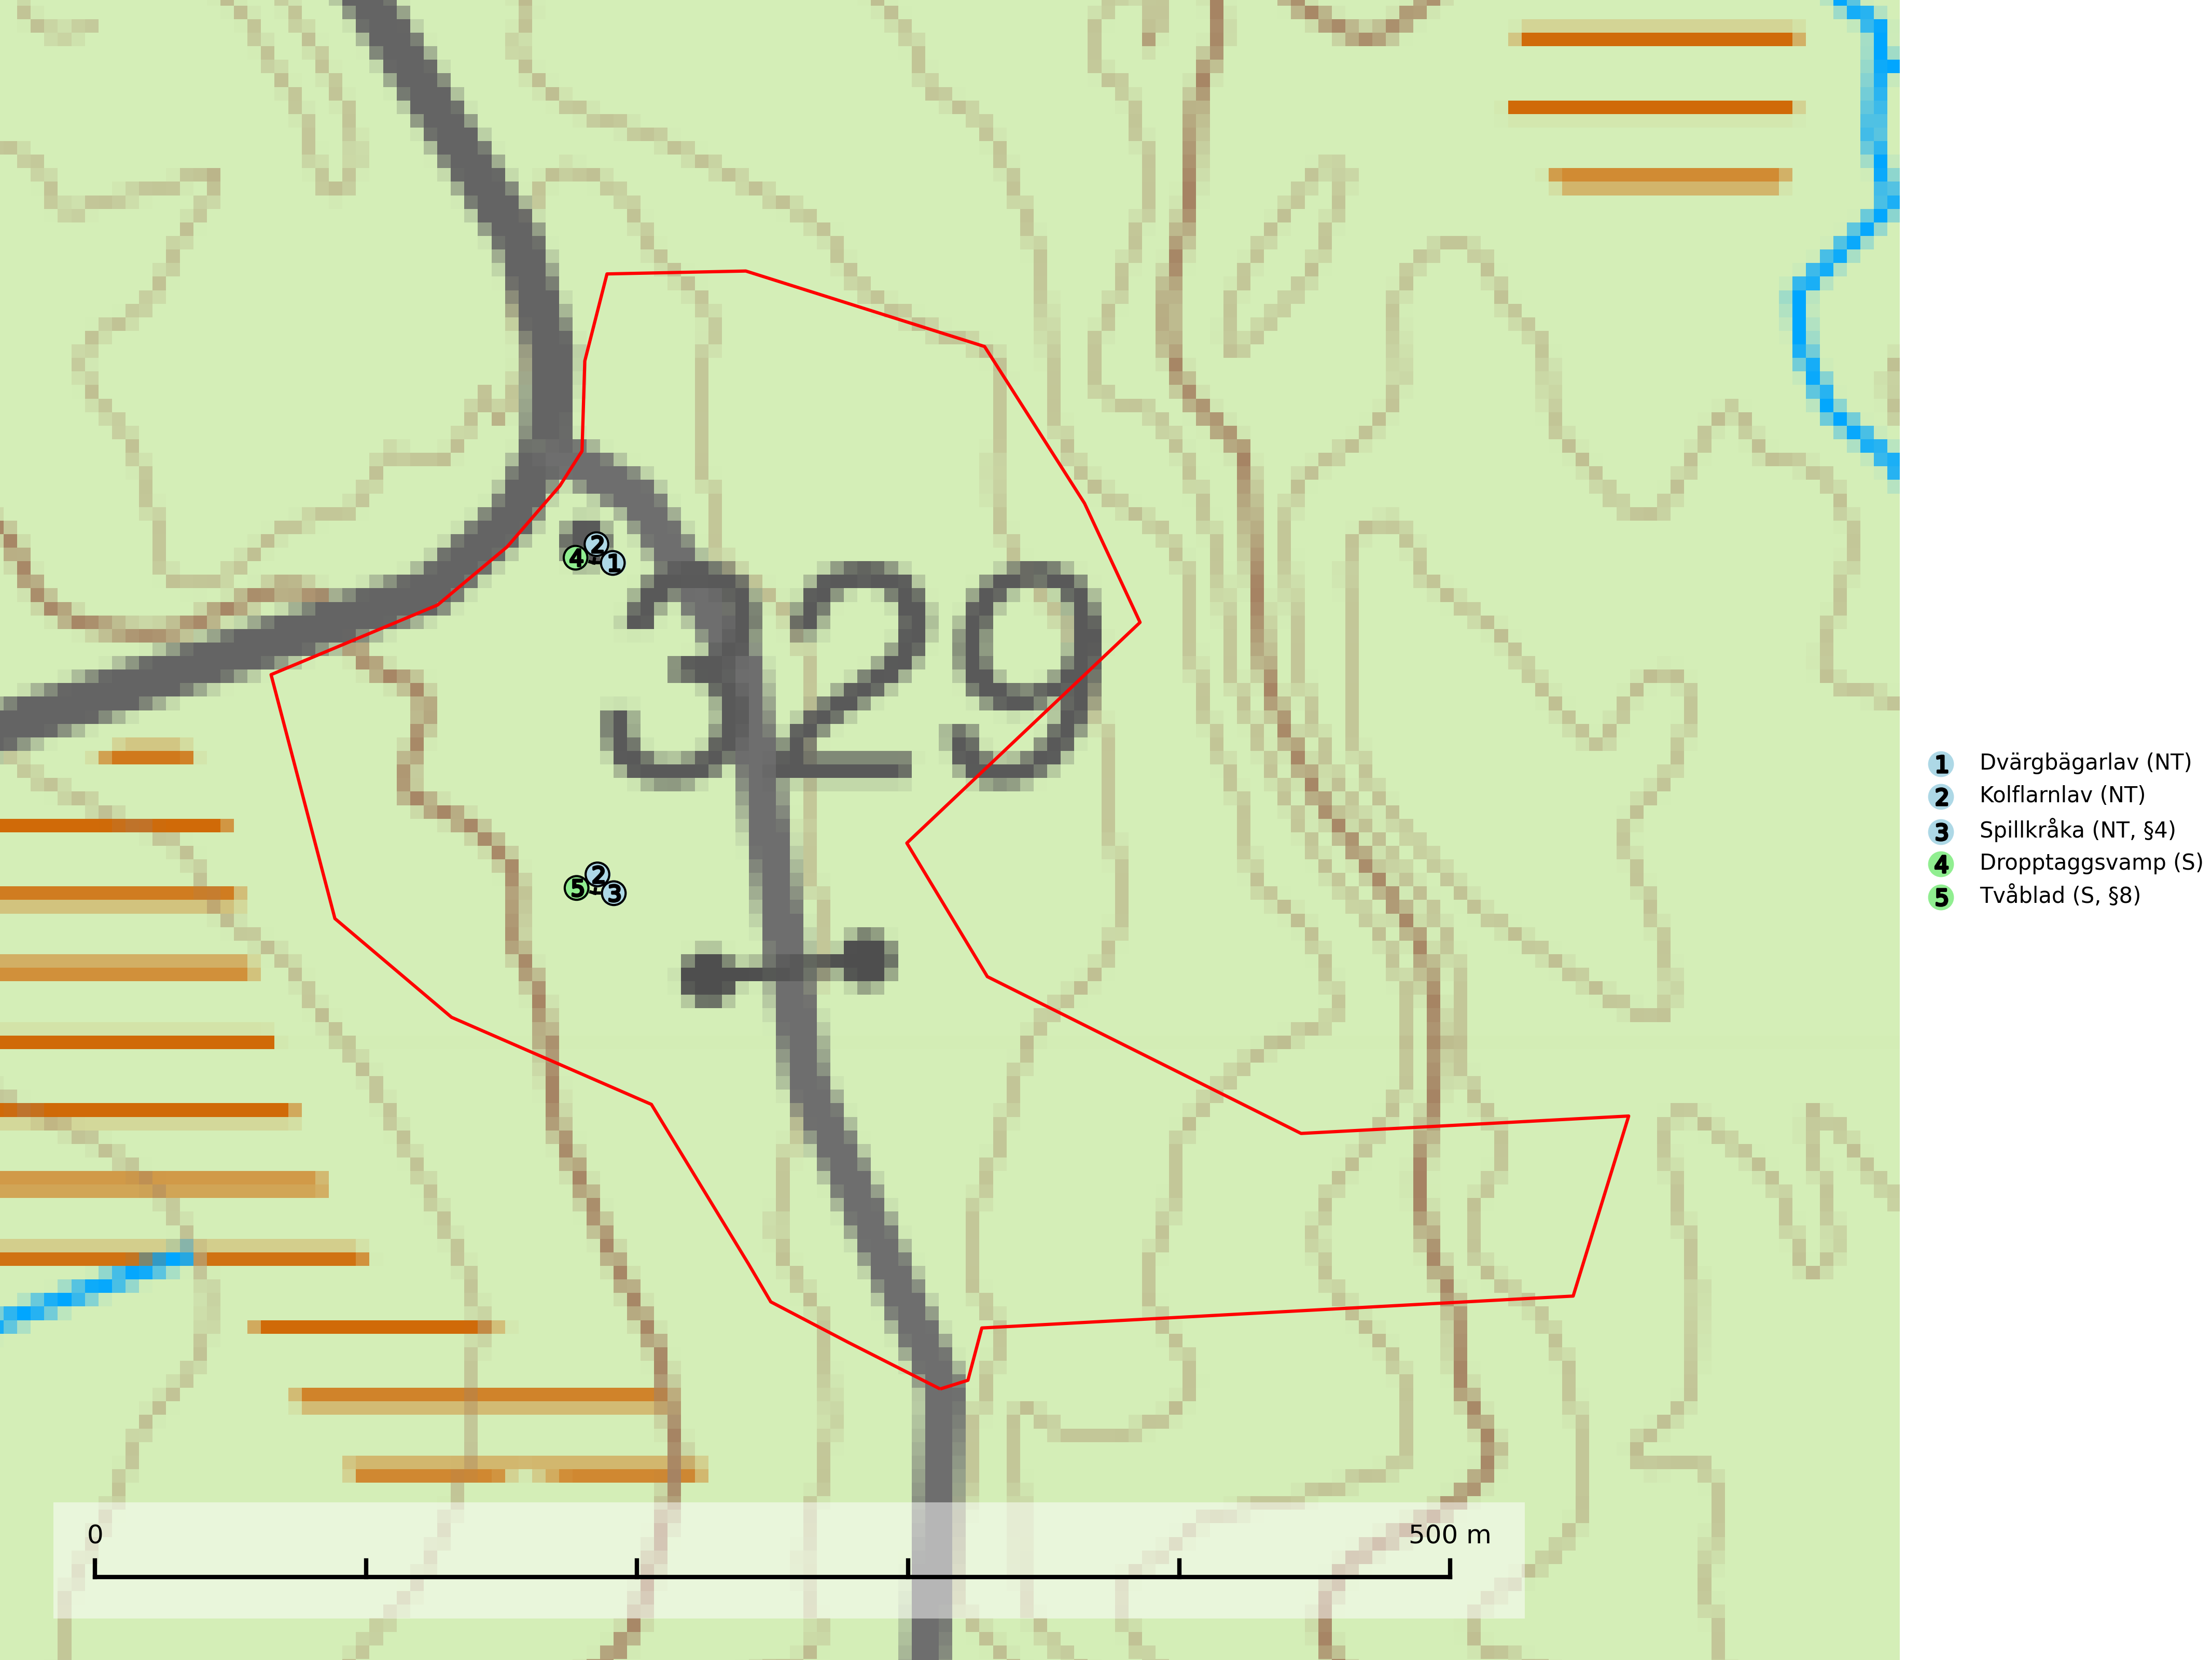 4 2 1
329
5 2 3
0 500 m
1 Dvärgbägarlav (NT)
2 Kolflarnlav (NT)
3 Spillkråka (NT, §4)
4 Dropptaggsvamp (S)
5 Tvåblad (S, §8)